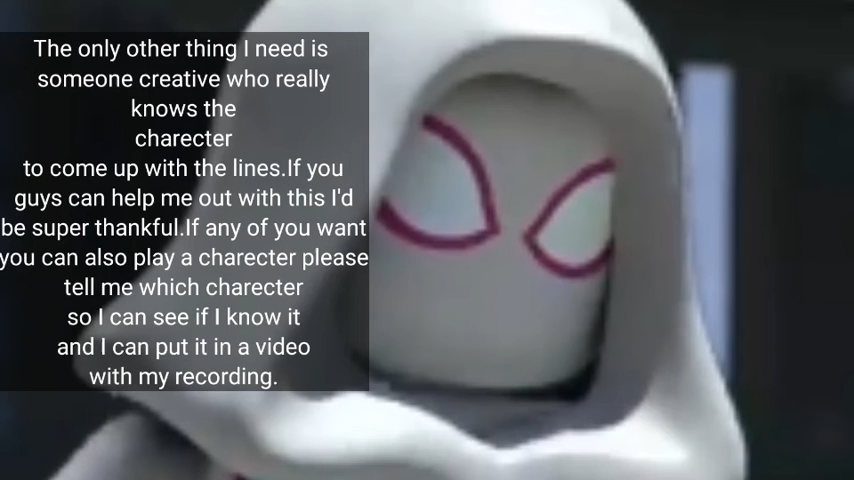 The only other thing I need is
someone creative who really
knows the
charecter
to come up with the lines.If you
guys can help me out with this I'd
be super thankful.If any of you want
you can also play a charecter please
tell me which charecter
so I can see if I know it
and I can put it in a video
with my recording.